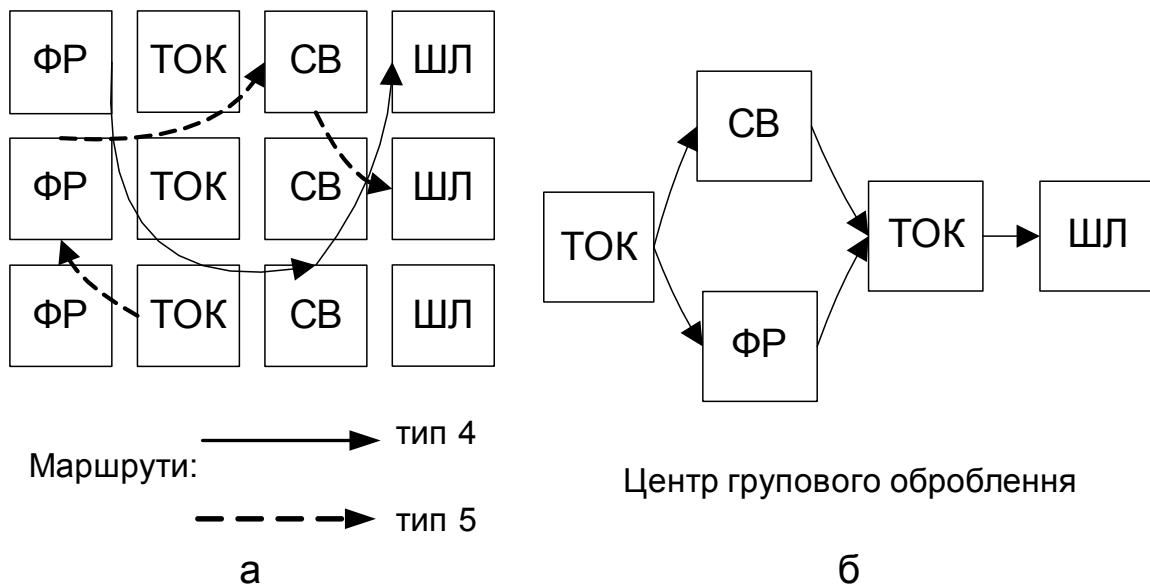 ФР ТОК СВ ШЛ
ФР ТОК СВ ШЛ
ФР ТОК СВ ШЛ
Маршрути:
тип 4
тип 5
а
СВ
ТОК
ТОК
ШЛ
ФР
Центр групового оброблення
б